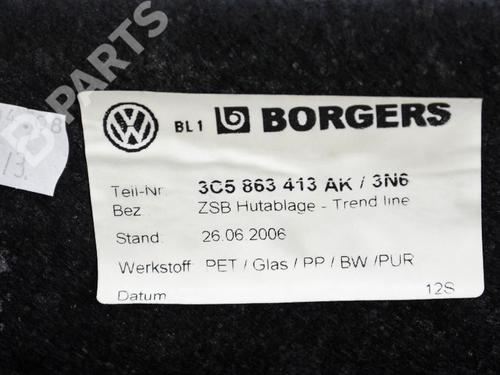 B PARTS
BL 1 BORGERS
Teil-Nr. 3C5 863 413 AK / 3N6
Bez. ZSB Hutablage - Trend line
Stand: 26.06.2006
Werkstoff PET / Glas / PP / BW /PUR
Datum 12S
13.